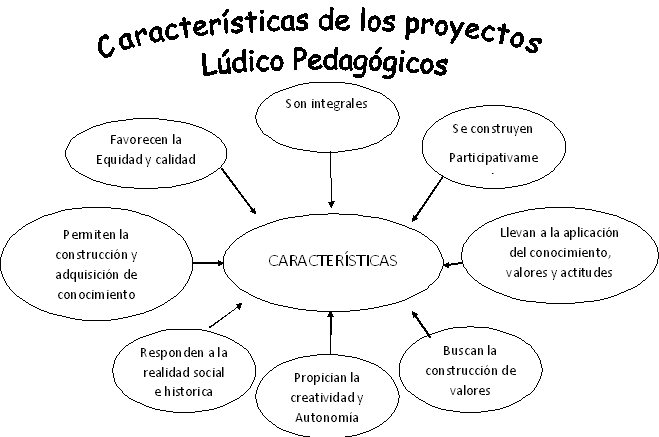 Características de los proyectos
Lúdico Pedagógicos
Son integrales
Se construyen
Participativame
Favorecen la
Equidad y calidad
Llevan a la aplicación
del conocimiento,
valores y actitudes
Permiten la
construcción y
adquisición de
conocimiento
CARACTERÍSTICAS
Buscan la
construcción de
valores
Responden a la
realidad social
e historica
Propician la
creatividad y
Autonomía